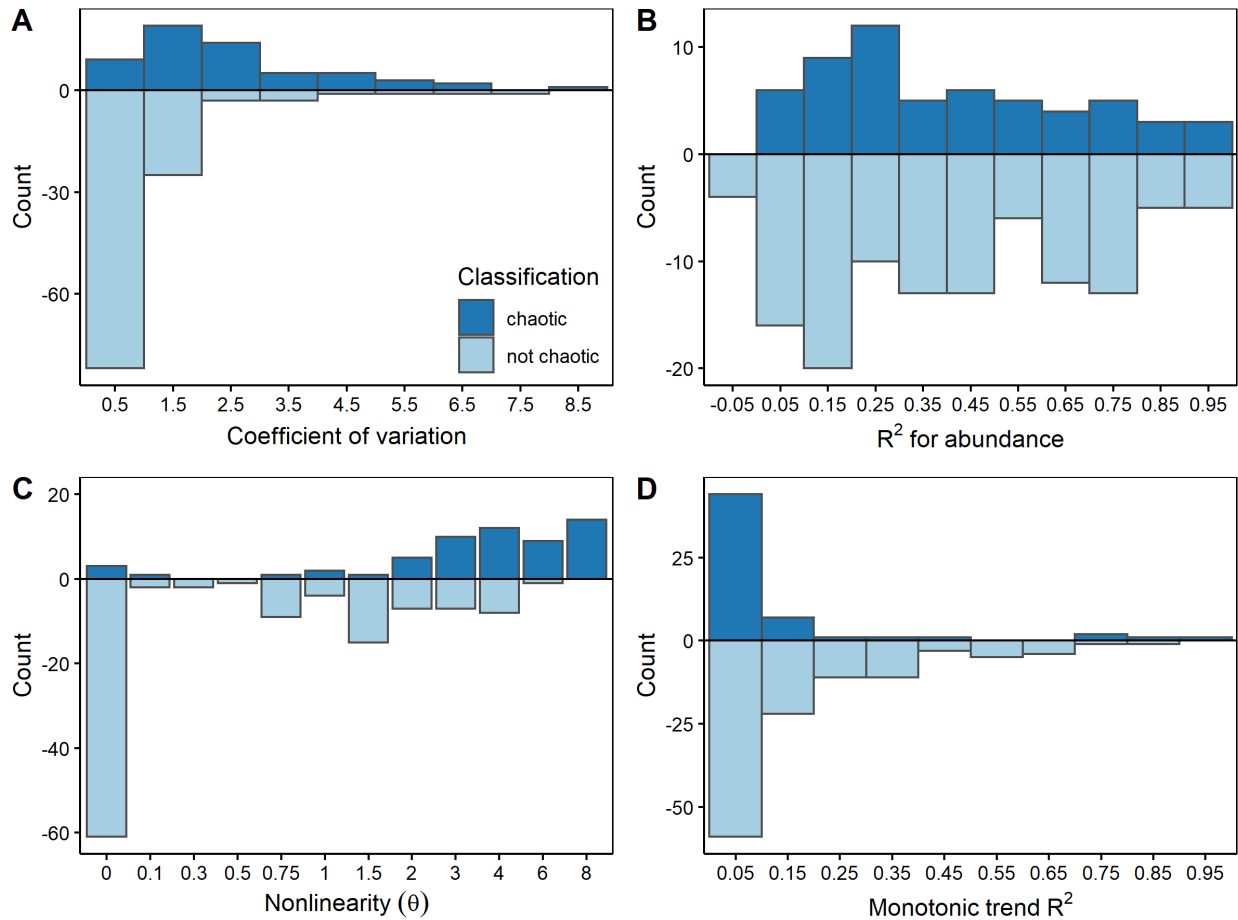 A
Count
0
-30
-60
Classification
chaotic
not chaotic
0.5 1.5 2.5 3.5 4.5 5.5 6.5 7.5 8.5
Coefficient of variation
B
Count
10
0
-10
-20
-0.05 0.05 0.15 0.25 0.35 0.45 0.55 0.65 0.75 0.85 0.95
R² for abundance
C
Count
20
0
-20
-40
-60
0 0.1 0.3 0.5 0.75 1 1.5 2 3 4 6 8
Nonlinearity (θ)
D
Count
25
0
-25
-50
0.05 0.15 0.25 0.35 0.45 0.55 0.65 0.75 0.85 0.95
Monotonic trend R²